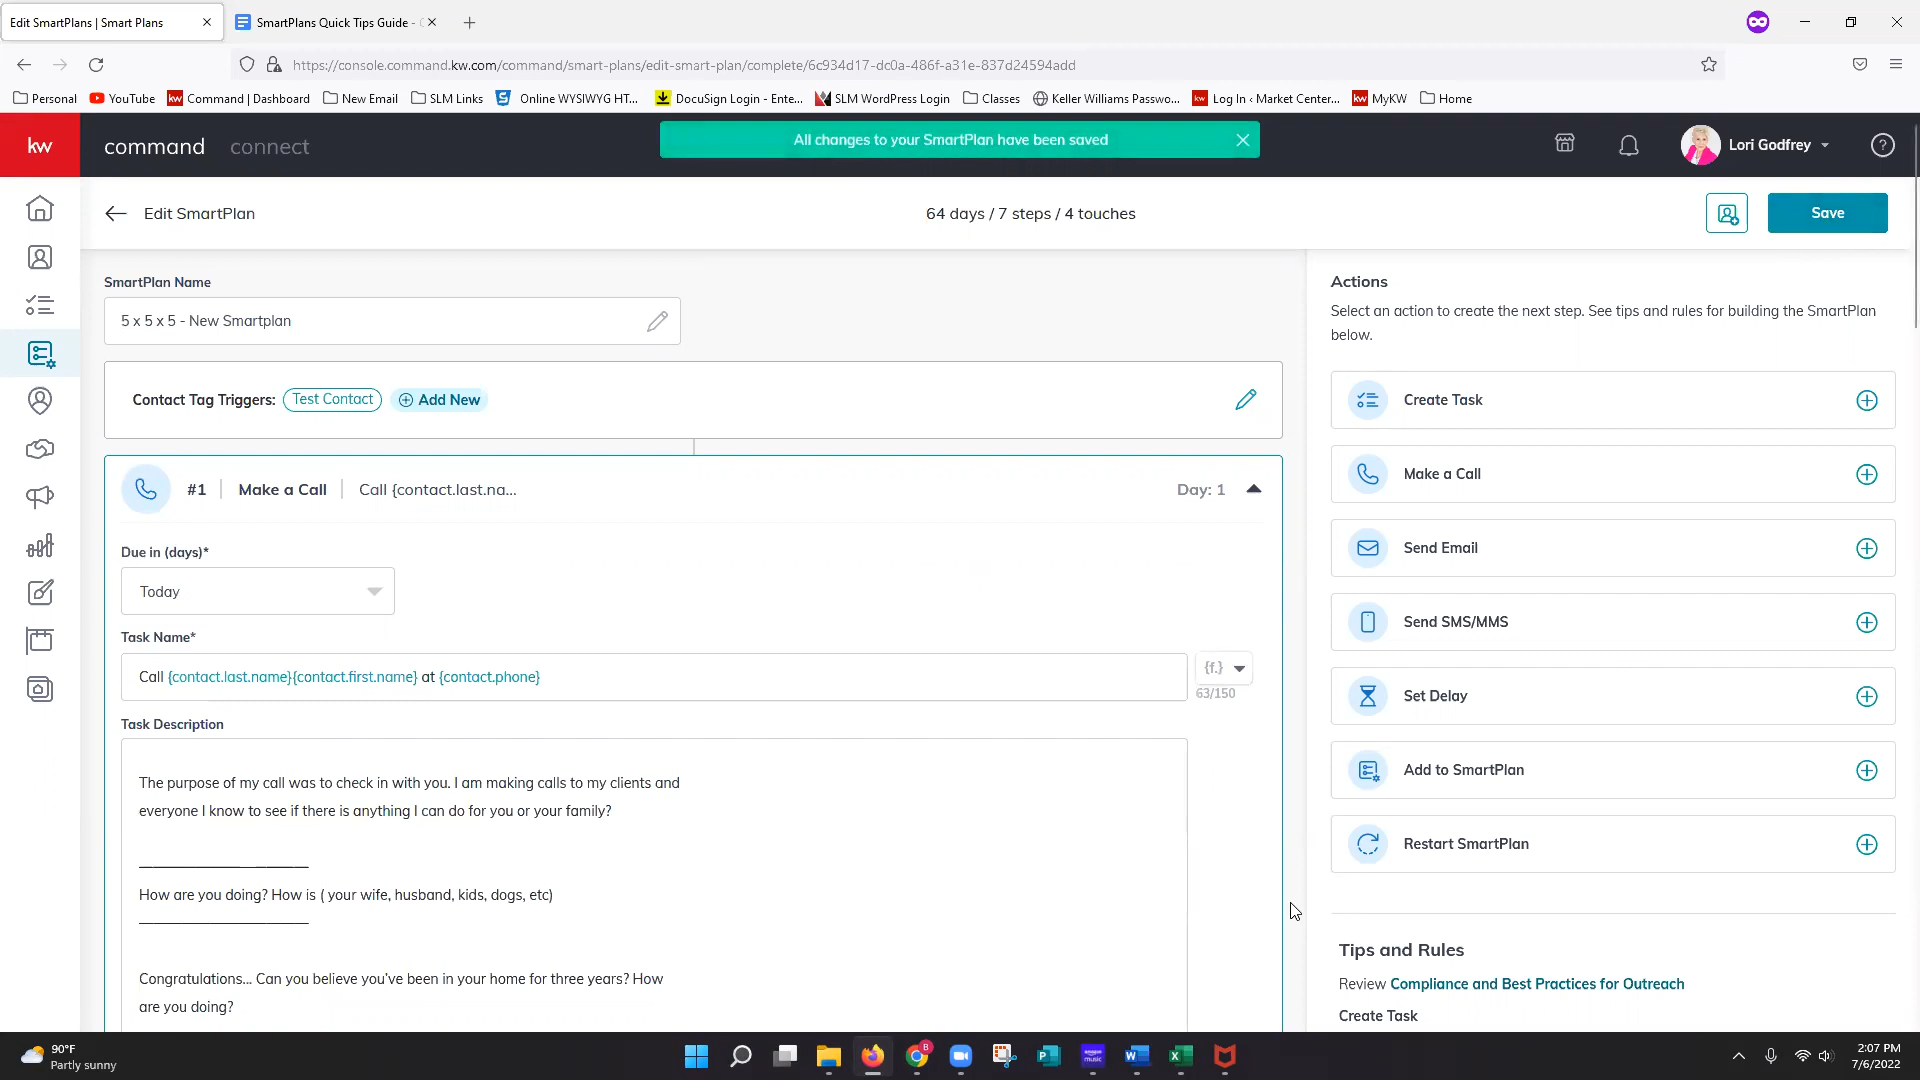 Edit SmartPlans | Smart Plans
SmartPlans Quick Tips Guide -
https://console.command.kw.com/command/smart-plans/edit-smart-plan/complete/6c934d17-dc0a-486f-a31e-837d24594add
Personal YouTube Command | Dashboard New Email SLM Links Online WYSIWYG HT... DocuSign Login - Ente... SLM WordPress Login Classes Keller Williams Passwo... Log In ‹ Market Center... MyKW Home
kw command connect
All changes to your SmartPlan have been saved
Lori Godfrey
Edit SmartPlan
64 days / 7 steps / 4 touches
Save
SmartPlan Name
5 x 5 x 5 - New Smartplan
Contact Tag Triggers: Test Contact Add New
#1 Make a Call Call {contact.last.na... Day: 1
Due in (days)*
Today
Task Name*
Call {contact.last.name}{contact.first.name} at {contact.phone}
{f.}
63/150
Task Description
The purpose of my call was to check in with you. I am making calls to my clients and
everyone I know to see if there is anything I can do for you or your family?
______________________
How are you doing? How is ( your wife, husband, kids, dogs, etc)
______________________
Congratulations... Can you believe you've been in your home for three years? How
are you doing?
Actions
Select an action to create the next step. See tips and rules for building the SmartPlan
below.
Create Task
Make a Call
Send Email
Send SMS/MMS
Set Delay
Add to SmartPlan
Restart SmartPlan
Tips and Rules
Review Compliance and Best Practices for Outreach
Create Task
90°F
Partly sunny
2:07 PM
7/6/2022